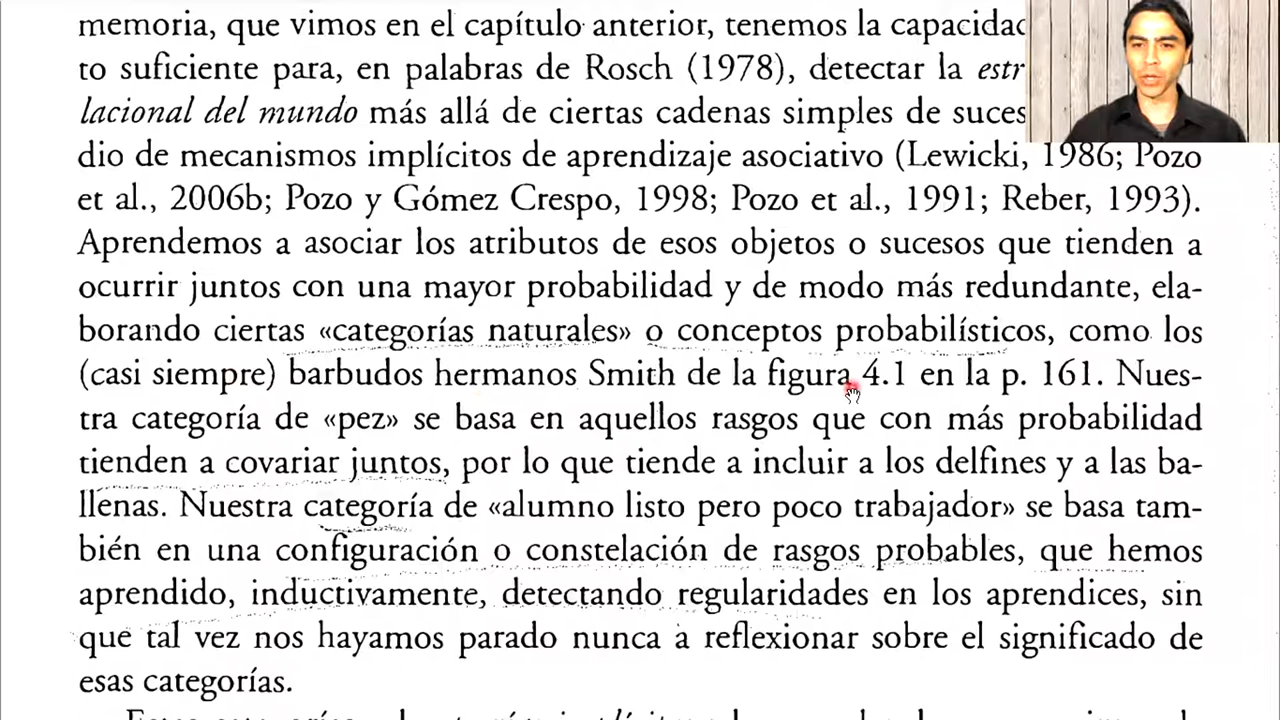 memoria, que vimos en el capítulo anterior, tenemos la
to suficiente para, en palabras de Rosch (1978), detectar la
lacional del mundo más allá de ciertas cadenas simples de
dio de mecanismos implícitos de aprendizaje asociativo (Lewicki, 1986; Pozo
et al., 2006b; Pozo y Gómez Crespo, 1998; Pozo et al., 1991; Reber, 1993).
Aprendemos a asociar los atributos de esos objetos o sucesos que tienden a
ocurrir juntos con una mayor probabilidad y de modo más redundante, ela-
borando ciertas «categorías naturales» o conceptos probabilísticos, como los
(casi siempre) barbudos hermanos Smith de la figura 4.1 en la p. 161. Nues-
tra categoría de «pez» se basa en aquellos rasgos que con más probabilidad
tienden a covariar juntos, por lo que tiende a incluir a los delfines y a las ba-
llenas. Nuestra categoría de «alumno listo pero poco trabajador» se basa tam-
bién en una configuración o constelación de rasgos probables, que hemos
aprendido, inductivamente, detectando regularidades en los aprendices, sin
que tal vez nos hayamos parado nunca a reflexionar sobre el significado de
esas categorías.